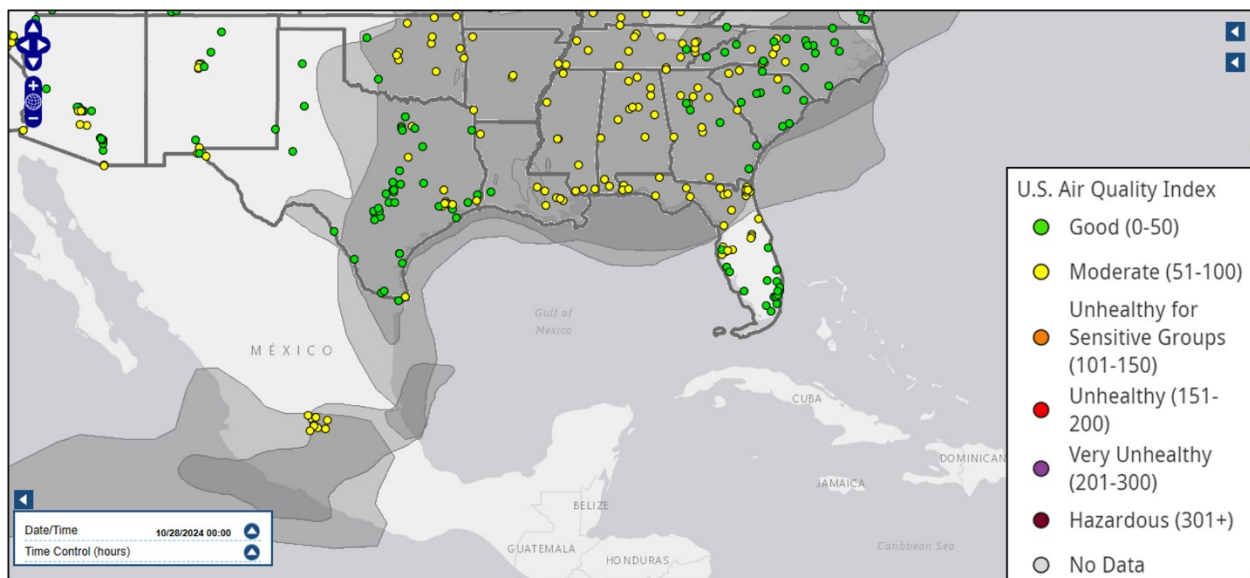 +
−
U.S. Air Quality Index
Good (0-50)
Moderate (51-100)
Unhealthy for
Sensitive Groups
(101-150)
Unhealthy (151-
200)
Very Unhealthy
(201-300)
Hazardous (301+)
No Data
Gulf of
Mexico
MÉXICO
CUBA
DOMINICAN
JAMAICA
BELIZE
GUATEMALA
HONDURAS
Caribbean Sea
Date/Time 10/28/2024 00:00
Time Control (hours)